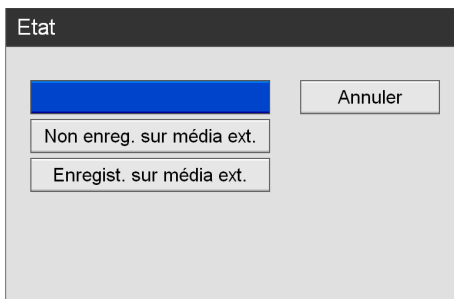 Etat
Annuler
Non enreg. sur média ext.
Enregist. sur média ext.